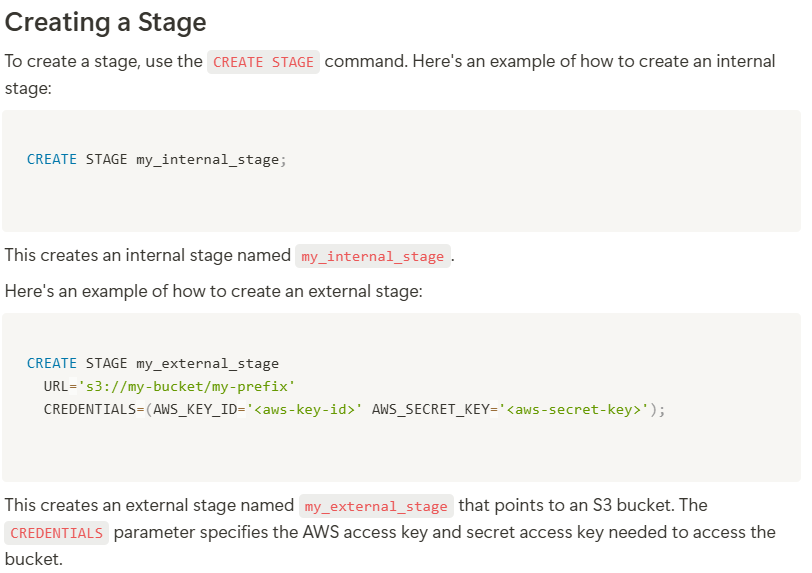 Creating a Stage
To create a stage, use the CREATE STAGE command. Here's an example of how to create an internal
stage:
CREATE STAGE my_internal_stage;
This creates an internal stage named my_internal_stage.
Here's an example of how to create an external stage:
CREATE STAGE my_external_stage
  URL='s3://my-bucket/my-prefix'
  CREDENTIALS=(AWS_KEY_ID='<aws-key-id>' AWS_SECRET_KEY='<aws-secret-key>');
This creates an external stage named my_external_stage that points to an S3 bucket. The
CREDENTIALS parameter specifies the AWS access key and secret access key needed to access the
bucket.